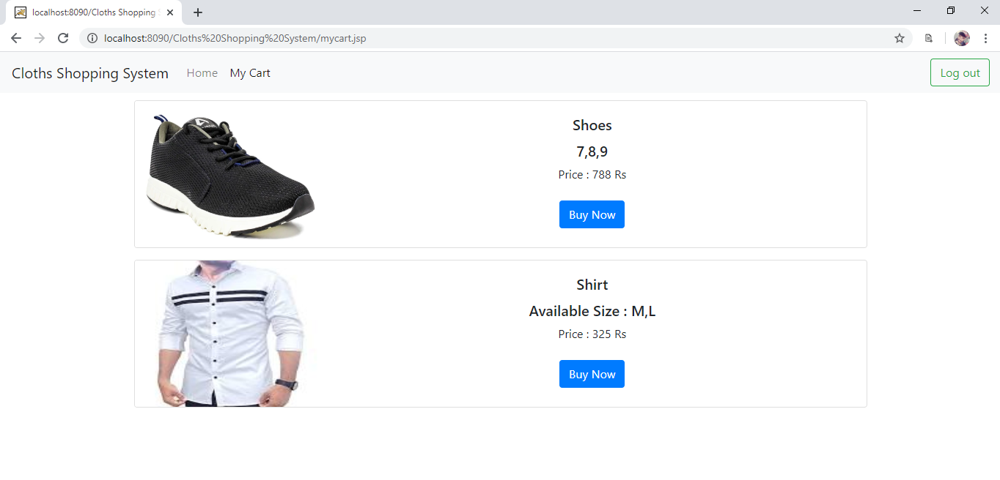 localhost:8090/Cloths Shopping S
localhost:8090/Cloths%20Shopping%20System/mycart.jsp
Cloths Shopping System Home My Cart Log out
Shoes
7,8,9
Price : 788 Rs
Buy Now
Shirt
Available Size : M,L
Price : 325 Rs
Buy Now